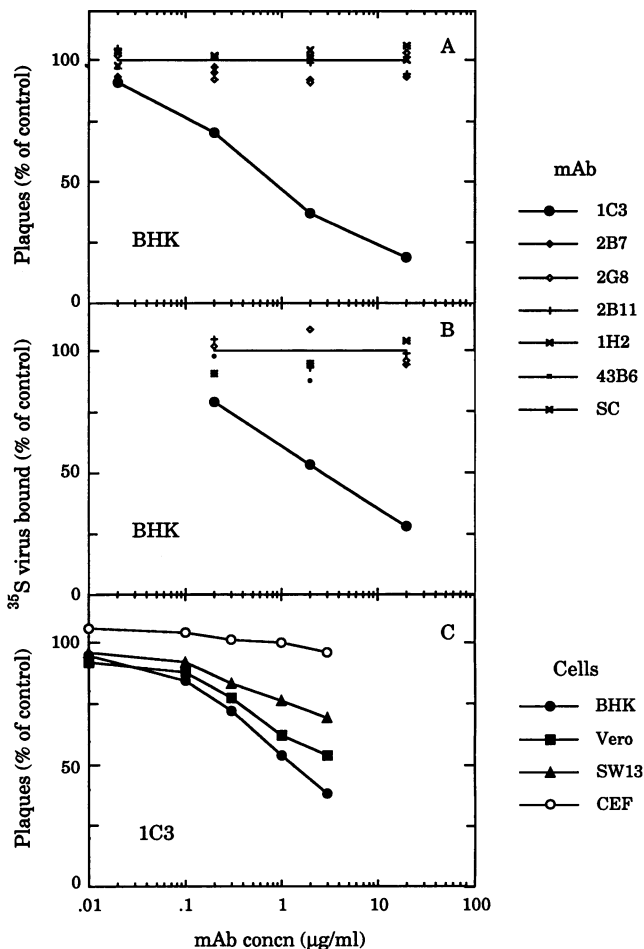 100
50
0
Plaques (% of control)
A
BHK
100
50
0
³⁵S virus bound (% of control)
B
BHK
100
50
0
Plaques (% of control)
C
1C3
.01
.1
1
10
100
mAb concn (µg/ml)
mAb
1C3
2B7
2G8
2B11
1H2
43B6
SC
Cells
BHK
Vero
SW13
CEF